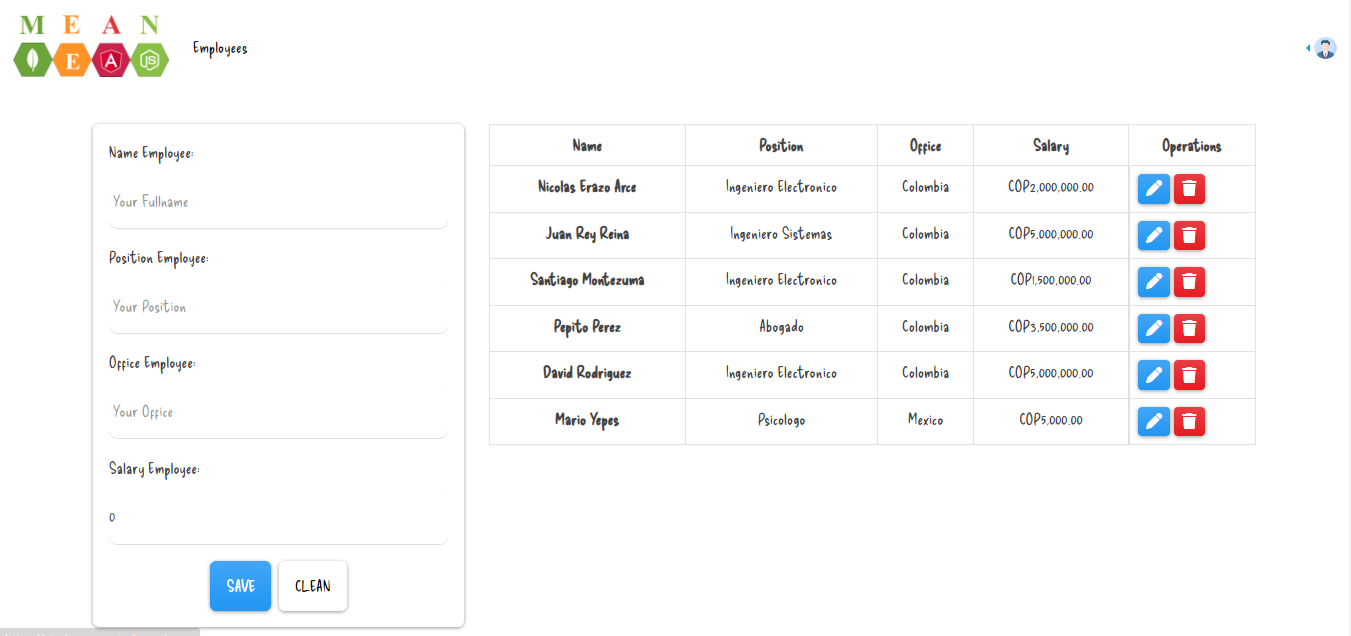 M E A N
E A JS
Employees
Name Employee:
Your Fullname
Position Employee:
Your Position
Office Employee:
Your Office
Salary Employee:
0
SAVE CLEAN
Name Position Office Salary Operations
Nicolas Erazo Arce Ingeniero Electronico Colombia COP2,000,000.00
Juan Rey Reina Ingeniero Sistemas Colombia COP5,000,000.00
Santiago Montezuma Ingeniero Electronico Colombia COP1,500,000.00
Pepito Perez Abogado Colombia COP3,500,000.00
David Rodriguez Ingeniero Electronico Colombia COP5,000,000.00
Mario Yepes Psicologo Mexico COP5,000.00